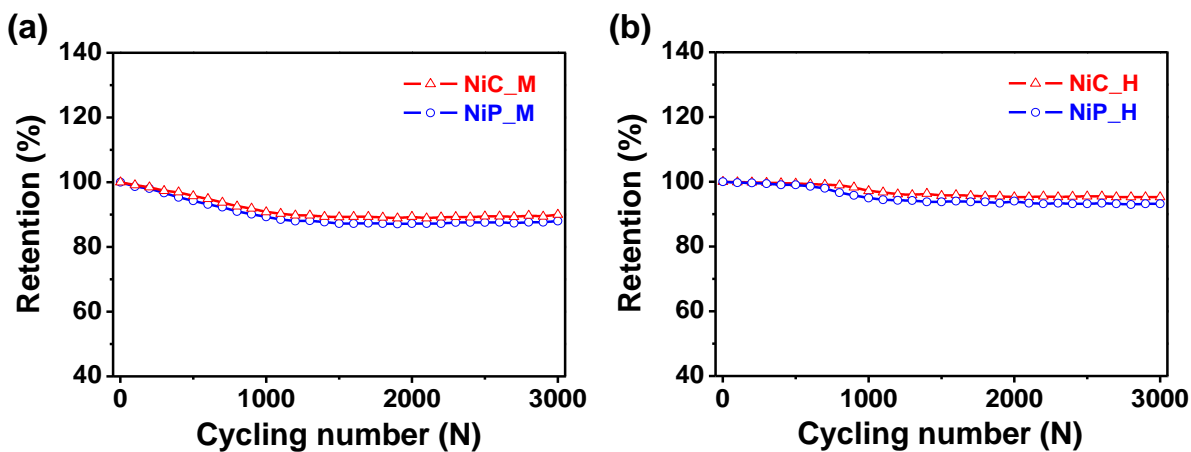 (a)
140
120
100
80
60
40
Retention (%)
NiC_M
NiP_M
0 1000 2000 3000
Cycling number (N)
(b)
140
120
100
80
60
40
Retention (%)
NiC_H
NiP_H
0 1000 2000 3000
Cycling number (N)